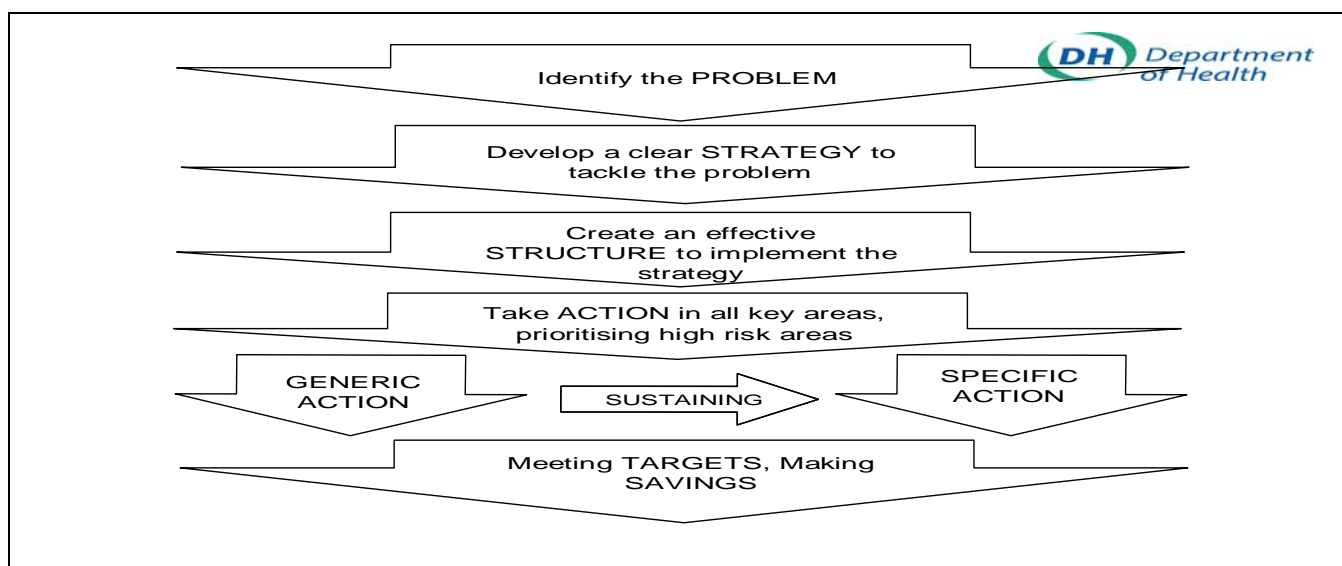 DH Department
of Health
Identify the PROBLEM
Develop a clear STRATEGY to
tackle the problem
Create an effective
STRUCTURE to implement the
strategy
Take ACTION in all key areas,
prioritising high risk areas
GENERIC
ACTION
SUSTAINING
SPECIFIC
ACTION
Meeting TARGETS, Making
SAVINGS